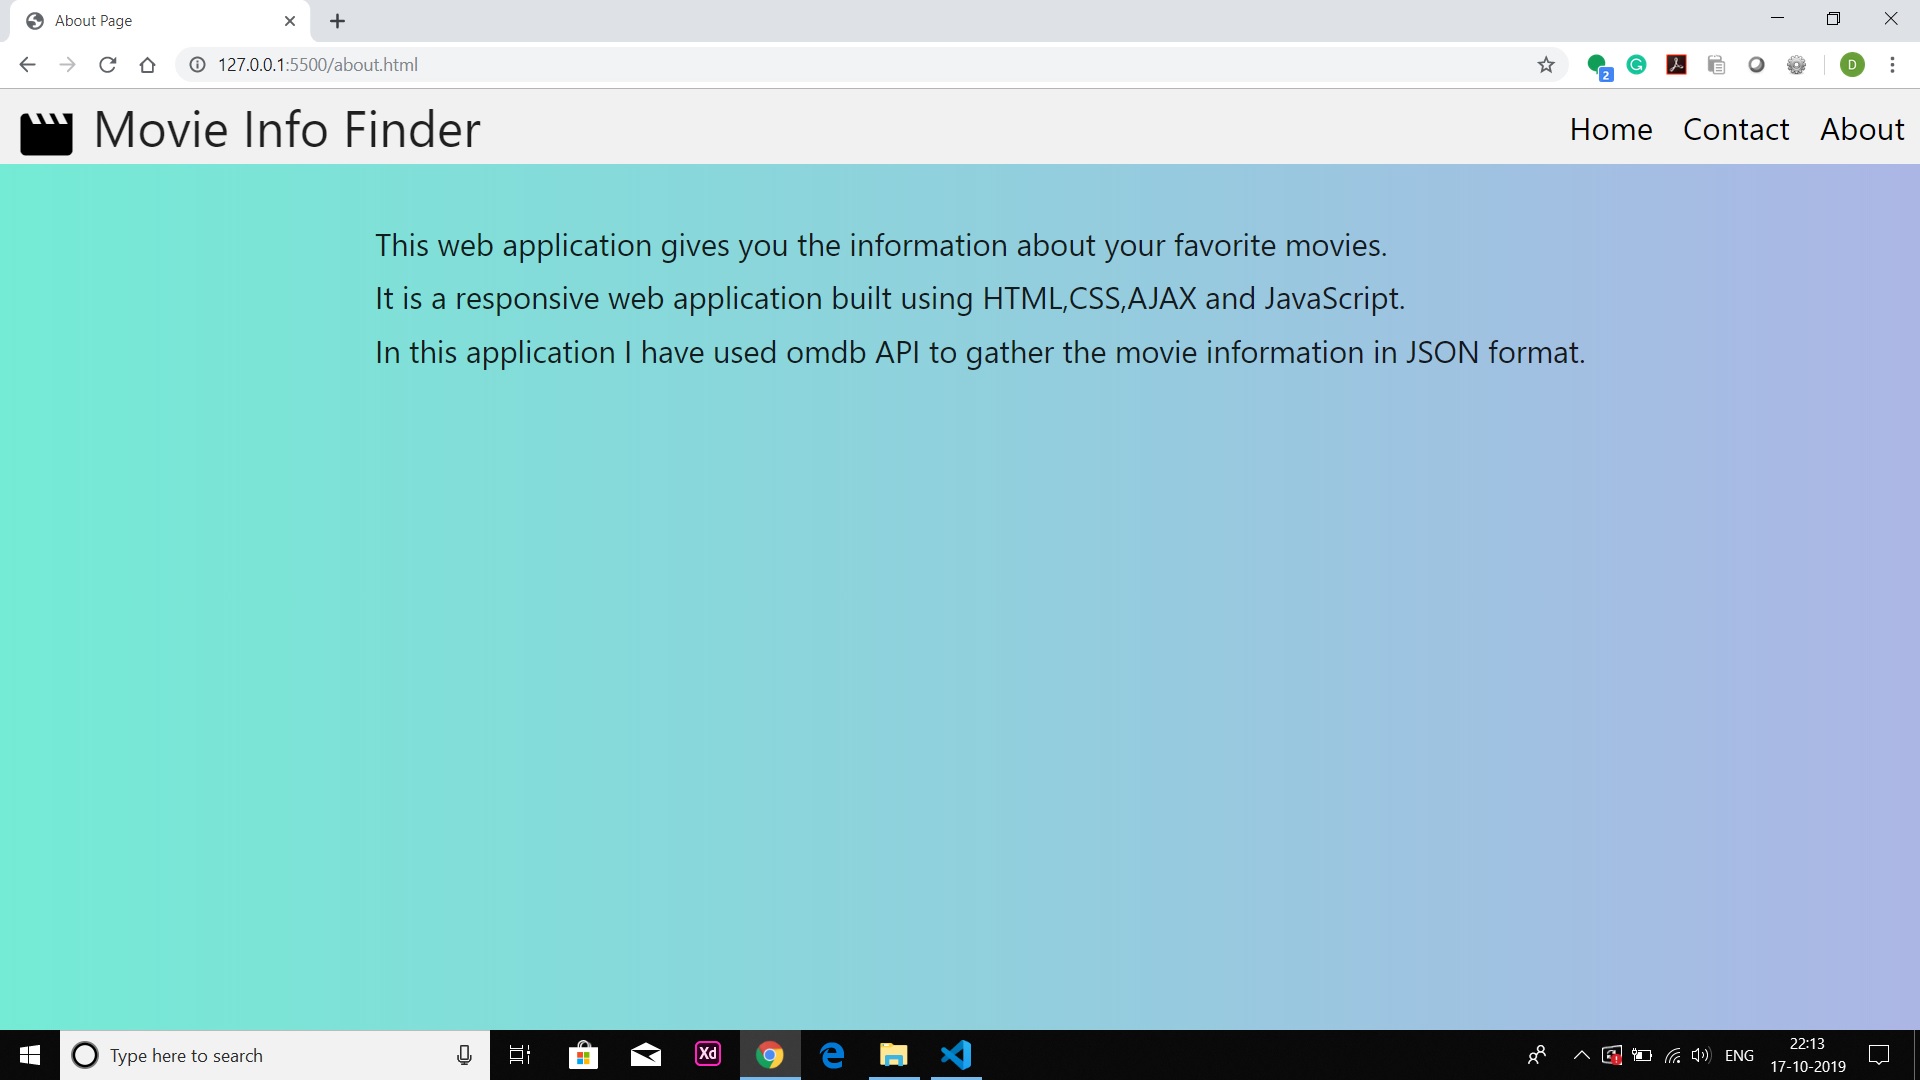 About Page
127.0.0.1:5500/about.html
2
D
Movie Info Finder
Home Contact About
This web application gives you the information about your favorite movies.
It is a responsive web application built using HTML,CSS,AJAX and JavaScript.
In this application I have used omdb API to gather the movie information in JSON format.
Type here to search
Xd
ENG
22:13
17-10-2019